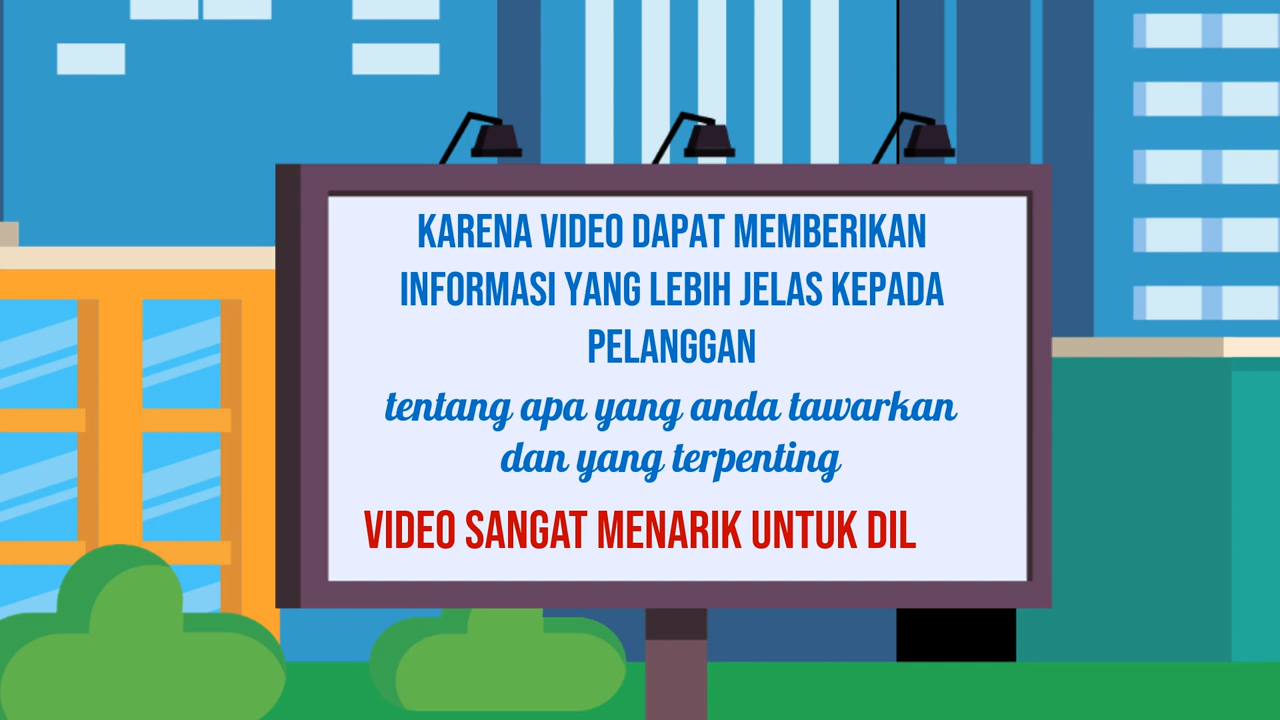 KARENA VIDEO DAPAT MEMBERIKAN
INFORMASI YANG LEBIH JELAS KEPADA
PELANGGAN
tentang apa yang anda tawarkan
dan yang terpenting
VIDEO SANGAT MENARIK UNTUK DIL